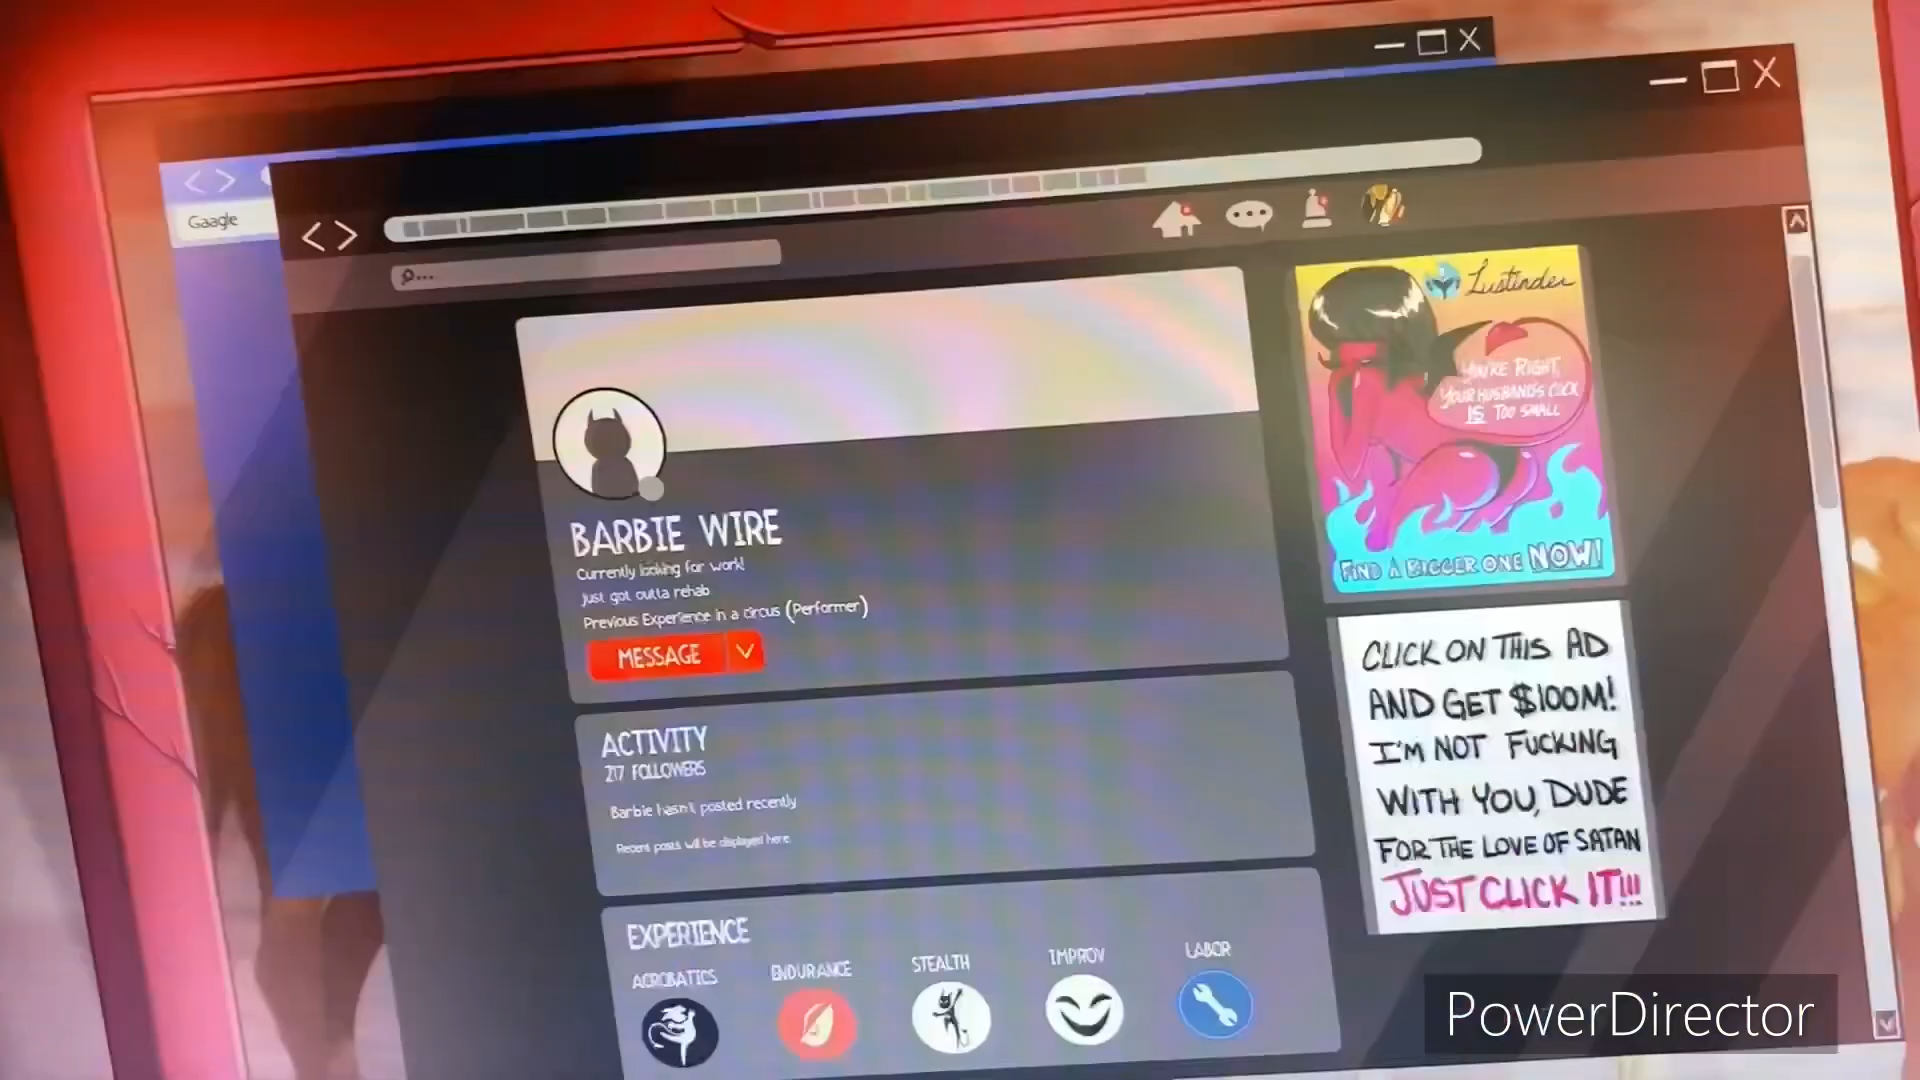 Gaagle
Lustinder
YOU'RE RIGHT,
YOUR HUSBANDS COCK
IS TOO SMALL
FIND A BIGGER ONE NOW!
BARBIE WIRE
Currently looking for work!
Just got outta rehab
Previous Experience in a circus (Performer)
MESSAGE
ACTIVITY
217 FOLLOWERS
Barbie hasn't posted recently
Recent posts will be displayed here
EXPERIENCE
ACROBATICS
ENDURANCE
STEALTH
IMPROV
LABOR
CLICK ON THIS AD
AND GET $100M!
I'M NOT FUCKING
WITH YOU, DUDE
FOR THE LOVE OF SATAN
JUST CLICK IT!!!
PowerDirector